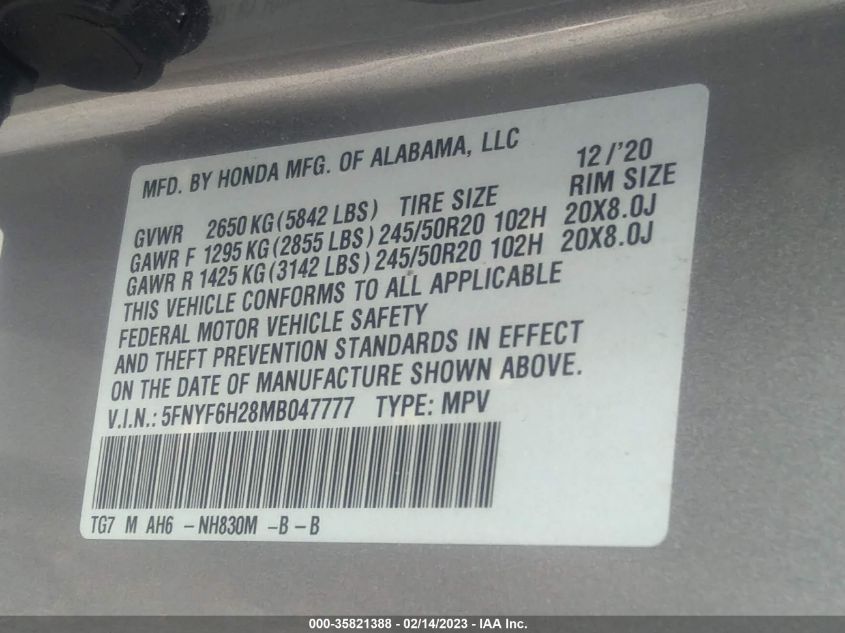 MFD. BY HONDA MFG. OF ALABAMA, LLC 12/'20
GVWR 2650 KG (5842 LBS) TIRE SIZE RIM SIZE
GAWR F 1295 KG (2855 LBS) 245/50R20 102H 20X8.0J
GAWR R 1425 KG (3142 LBS) 245/50R20 102H 20X8.0J
THIS VEHICLE CONFORMS TO ALL APPLICABLE
FEDERAL MOTOR VEHICLE SAFETY
AND THEFT PREVENTION STANDARDS IN EFFECT
ON THE DATE OF MANUFACTURE SHOWN ABOVE.
V.I.N.: 5FNYF6H28MB047777 TYPE: MPV
TG7 M AH6 -NH830M -B-B
000-35821388 - 02/14/2023 - IAA Inc.